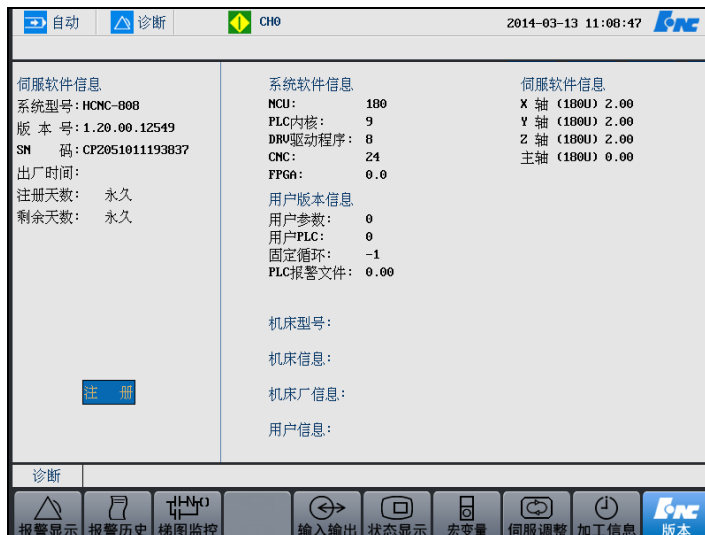 自动 诊断 CH0 2014-03-13 11:08:47 HNC
伺服软件信息
系统型号:HCNC-808
版 本 号:1.20.00.12549
SN 码:CPZ051011193837
出厂时间:
注册天数: 永久
剩余天数: 永久
注 册
系统软件信息
NCU: 180
PLC内核: 9
DRV驱动程序: 8
CNC: 24
FPGA: 0.0
用户版本信息
用户参数: 0
用户PLC: 0
固定循环: -1
PLC报警文件: 0.00
机床型号:
机床信息:
机床厂信息:
用户信息:
伺服软件信息
X 轴 (180U) 2.00
Y 轴 (180U) 2.00
Z 轴 (180U) 2.00
主轴 (180U) 0.00
诊断
报警显示 报警历史 梯图监控 输入输出 状态显示 宏变量 伺服调整 加工信息 HNC 版本